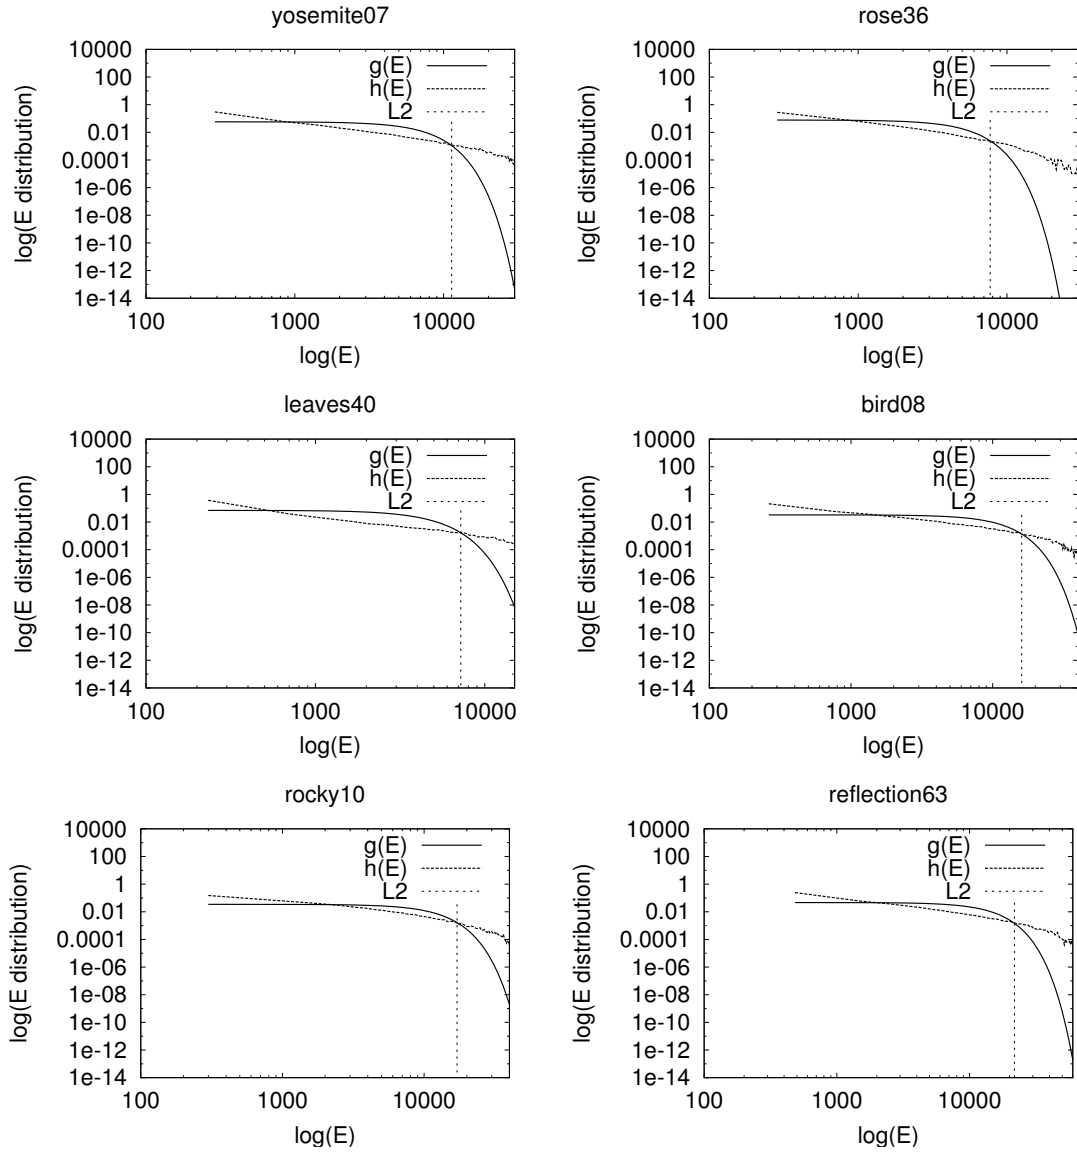 yosemite07
log(E distribution)
10000
100
1
0.01
0.0001
1e-06
1e-08
1e-10
1e-12
1e-14
g(E)
h(E)
L2
100 1000 10000
log(E)
rose36
log(E distribution)
10000
100
1
0.01
0.0001
1e-06
1e-08
1e-10
1e-12
1e-14
g(E)
h(E)
L2
100 1000 10000
log(E)
leaves40
log(E distribution)
10000
100
1
0.01
0.0001
1e-06
1e-08
1e-10
1e-12
1e-14
g(E)
h(E)
L2
100 1000 10000
log(E)
bird08
log(E distribution)
10000
100
1
0.01
0.0001
1e-06
1e-08
1e-10
1e-12
1e-14
g(E)
h(E)
L2
100 1000 10000
log(E)
rocky10
log(E distribution)
10000
100
1
0.01
0.0001
1e-06
1e-08
1e-10
1e-12
1e-14
g(E)
h(E)
L2
100 1000 10000
log(E)
reflection63
log(E distribution)
10000
100
1
0.01
0.0001
1e-06
1e-08
1e-10
1e-12
1e-14
g(E)
h(E)
L2
100 1000 10000
log(E)